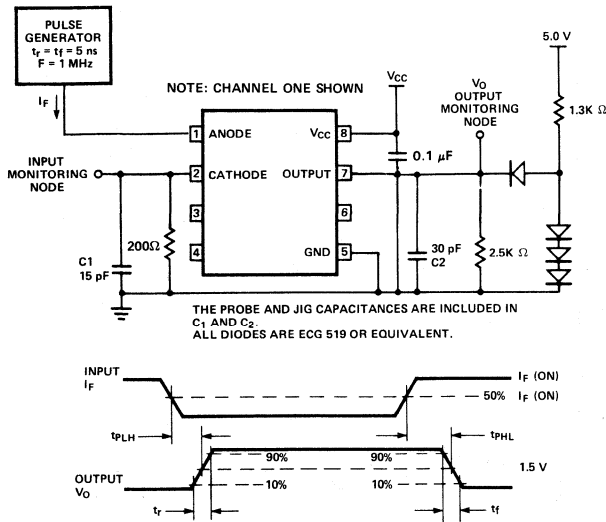 PULSE
GENERATOR
tr = tf = 5 ns
F = 1 MHz
IF
NOTE: CHANNEL ONE SHOWN
VCC
VO
OUTPUT
MONITORING
NODE
5.0 V
1.3K Ω
1 ANODE
VCC 8
0.1 μF
INPUT
MONITORING
NODE
2 CATHODE
OUTPUT 7
3
6
200Ω
4
GND 5
C1
15 pF
30 pF
C2
2.5K Ω
THE PROBE AND JIG CAPACITANCES ARE INCLUDED IN
C1 AND C2.
ALL DIODES ARE ECG 519 OR EQUIVALENT.
INPUT
IF
IF (ON)
50% IF (ON)
tPLH
tPHL
90%
90%
1.5 V
OUTPUT
VO
10%
10%
tr
tf